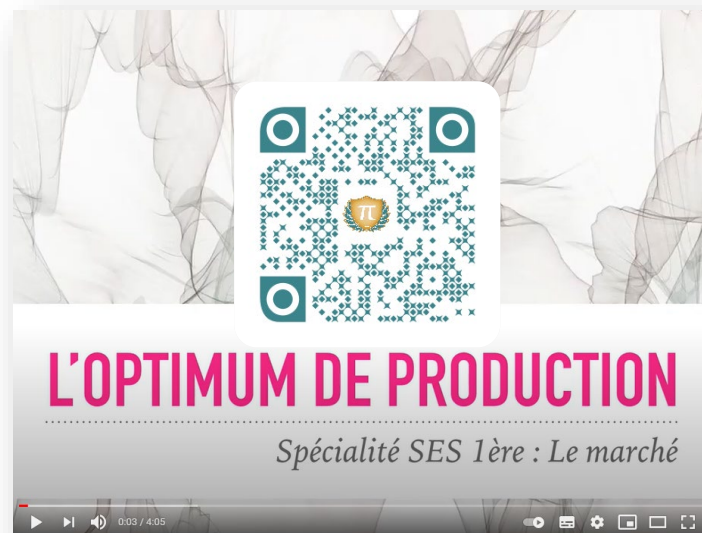 π
L'OPTIMUM DE PRODUCTION
Spécialité SES 1ère : Le marché
0:03 / 4:05